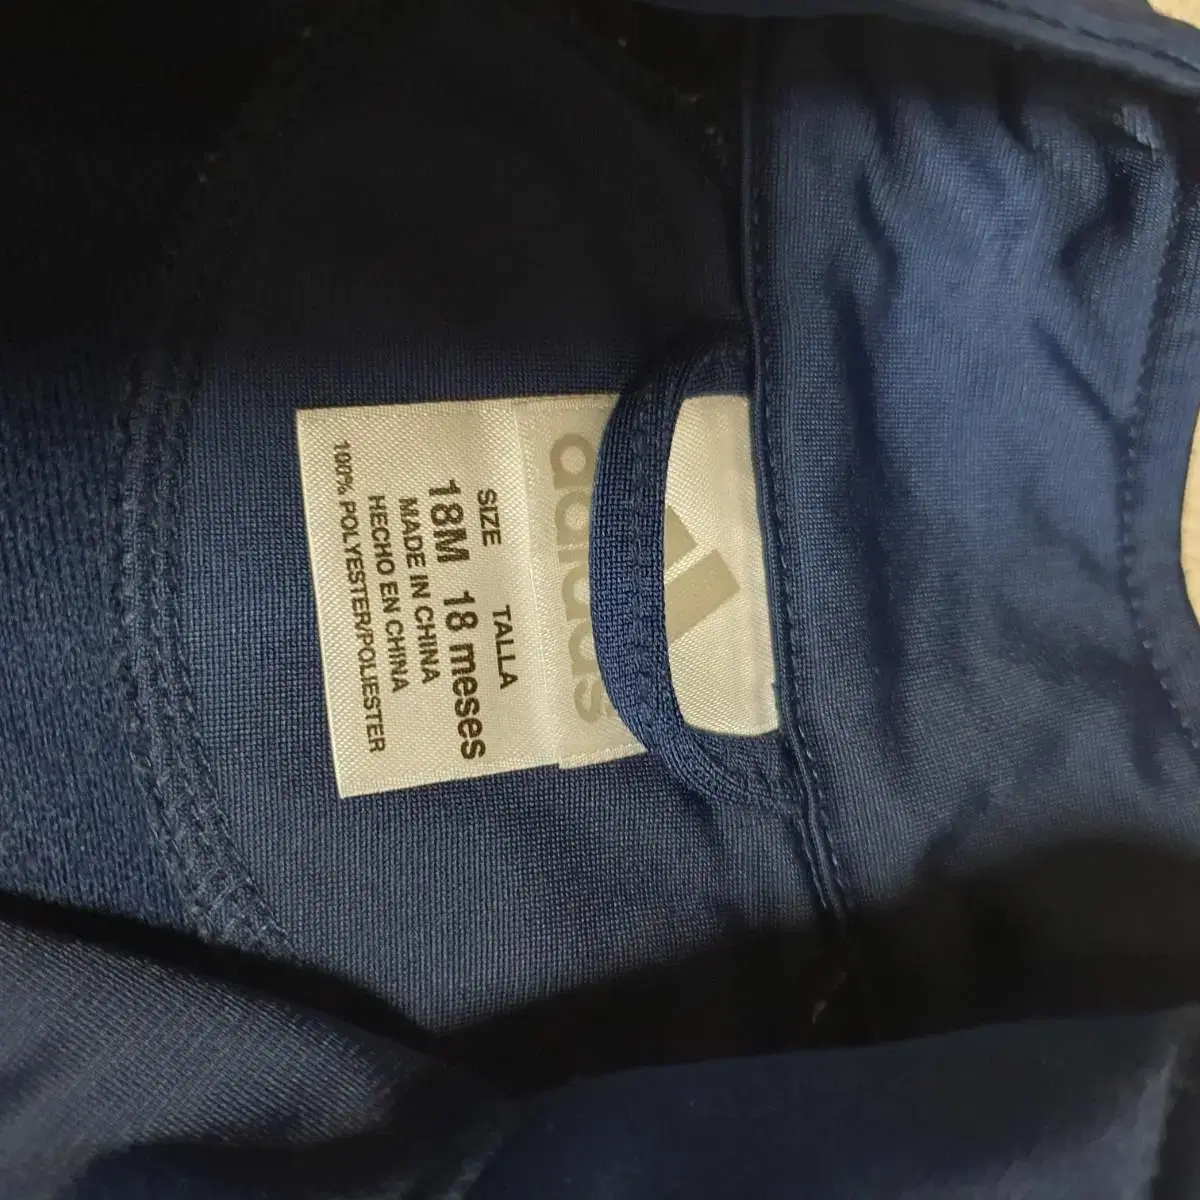 adidas
SIZE TALLA
18M 18 meses
MADE IN CHINA
HECHO EN CHINA
100% POLYESTER/POLIESTER